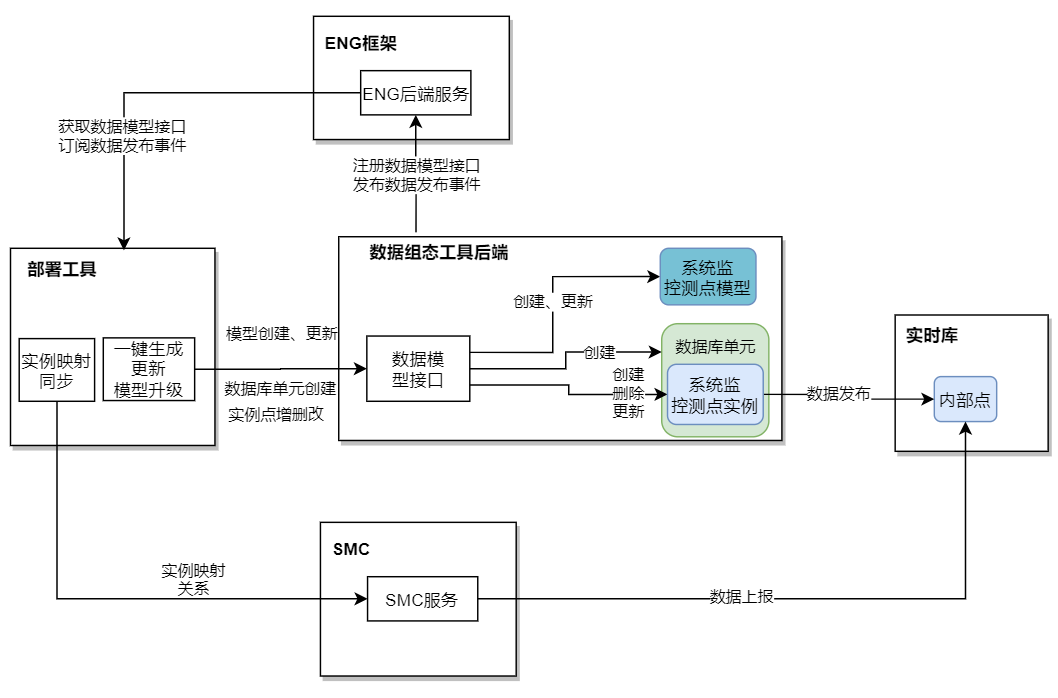 ENG框架
ENG后端服务
获取数据模型接口
订阅数据发布事件
注册数据模型接口
发布数据发布事件
部署工具
实例映射
同步
一键生成
更新
模型升级
模型创建、更新
数据库单元创建
实例点增删改
数据组态工具后端
数据模
型接口
创建、更新
系统监
控测点模型
创建
数据库单元
创建
删除
更新
系统监
控测点实例
数据发布
实时库
内部点
实例映射
关系
SMC
SMC服务
数据上报